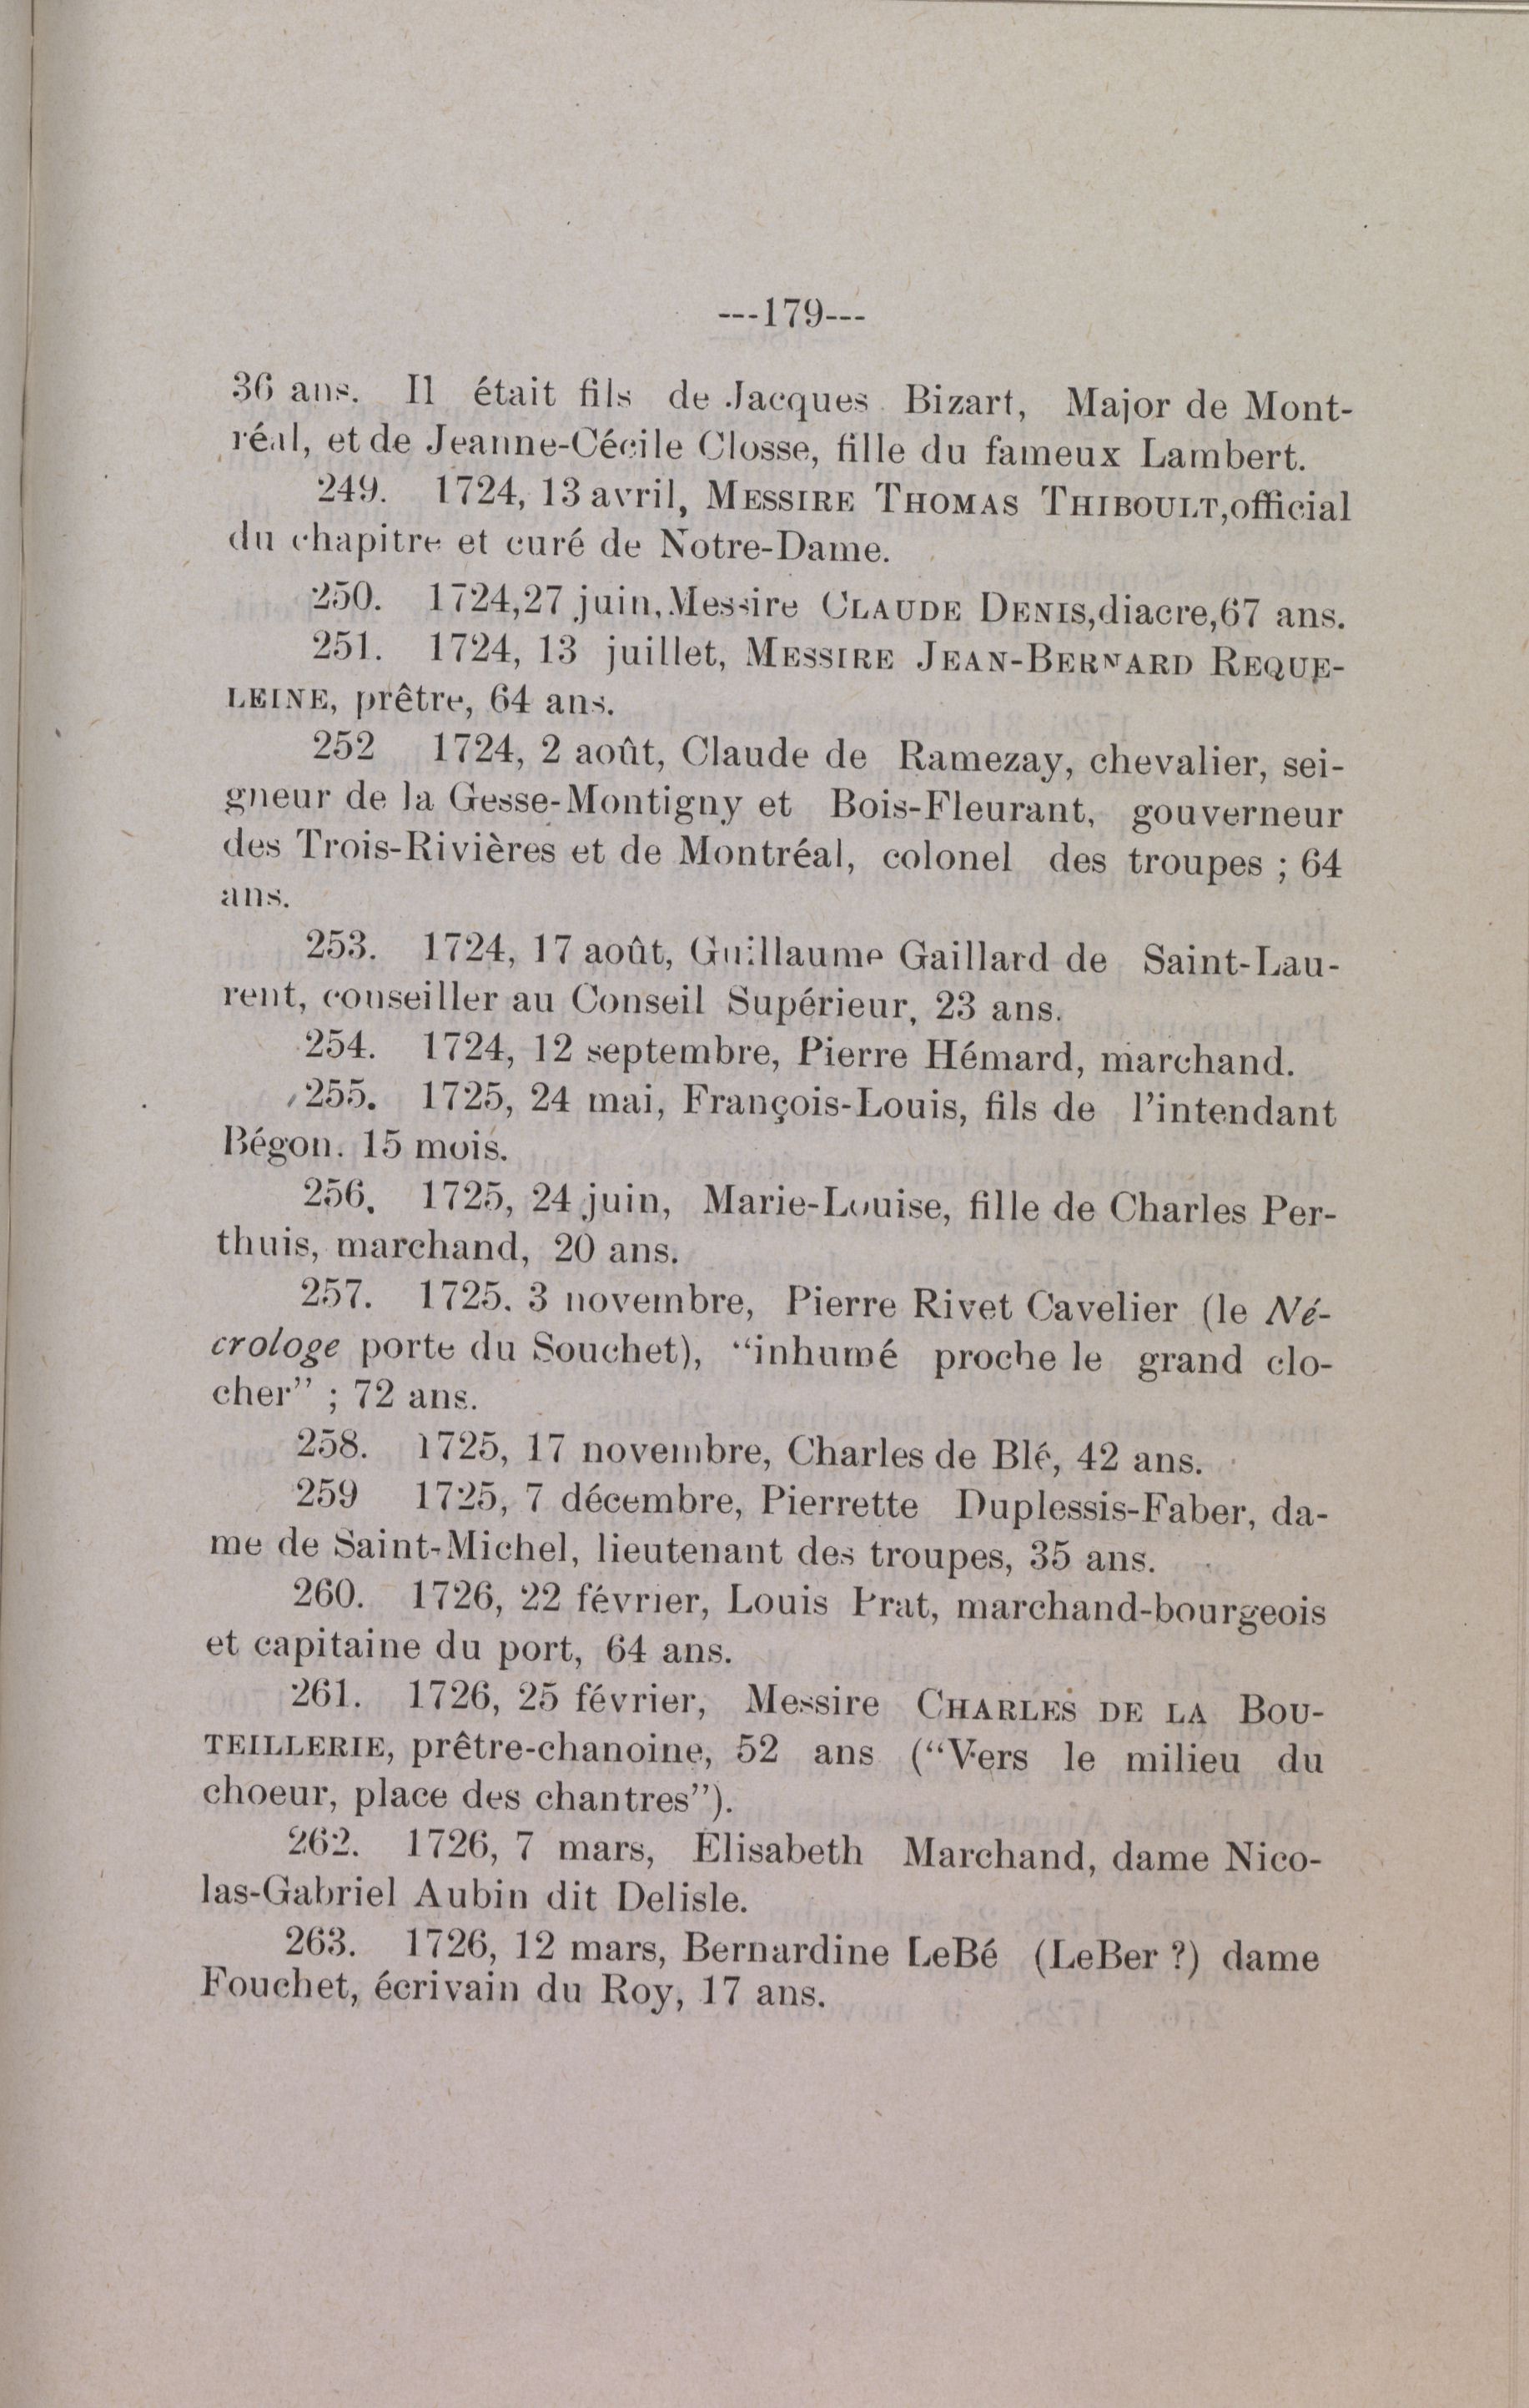 ---179---
36 ans. Il était fils de Jacques Bizart, Major de Mont-
réal, et de Jeanne-Cécile Closse, fille du fameux Lambert.
249. 1724, 13 avril, MESSIRE THOMAS THIBOULT,official
du chapitre et curé de Notre-Dame.
250. 1724,27 juin, Messire CLAUDE DENIS,diacre,67 ans.
251. 1724, 13 juillet, MESSIRE JEAN-BERNARD REQUE-
LEINE, prêtre, 64 ans.
252 1724, 2 août, Claude de Ramezay, chevalier, sei-
gneur de la Gesse-Montigny et Bois-Fleurant, gouverneur
des Trois-Rivières et de Montréal, colonel des troupes ; 64
ans.
253. 1724, 17 août, Guillaume Gaillard de Saint-Lau-
rent, conseiller au Conseil Supérieur, 23 ans.
254. 1724, 12 septembre, Pierre Hémard, marchand.
255. 1725, 24 mai, François-Louis, fils de l'intendant
Bégon. 15 mois.
256. 1725, 24 juin, Marie-Louise, fille de Charles Per-
thuis, marchand, 20 ans.
257. 1725. 3 novembre, Pierre Rivet Cavelier (le Né-
crologe porte du Souchet), “inhumé proche le grand clo-
cher” ; 72 ans.
258. 1725, 17 novembre, Charles de Blé, 42 ans.
259 1725, 7 décembre, Pierrette Duplessis-Faber, da-
me de Saint-Michel, lieutenant des troupes, 35 ans.
260. 1726, 22 février, Louis Prat, marchand-bourgeois
et capitaine du port, 64 ans.
261. 1726, 25 février, Messire CHARLES DE LA BOU-
TEILLERIE, prêtre-chanoine, 52 ans (“Vers le milieu du
choeur, place des chantres”).
262. 1726, 7 mars, Elisabeth Marchand, dame Nico-
las-Gabriel Aubin dit Delisle.
263. 1726, 12 mars, Bernardine LeBé (LeBer ?) dame
Fouchet, écrivain du Roy, 17 ans.